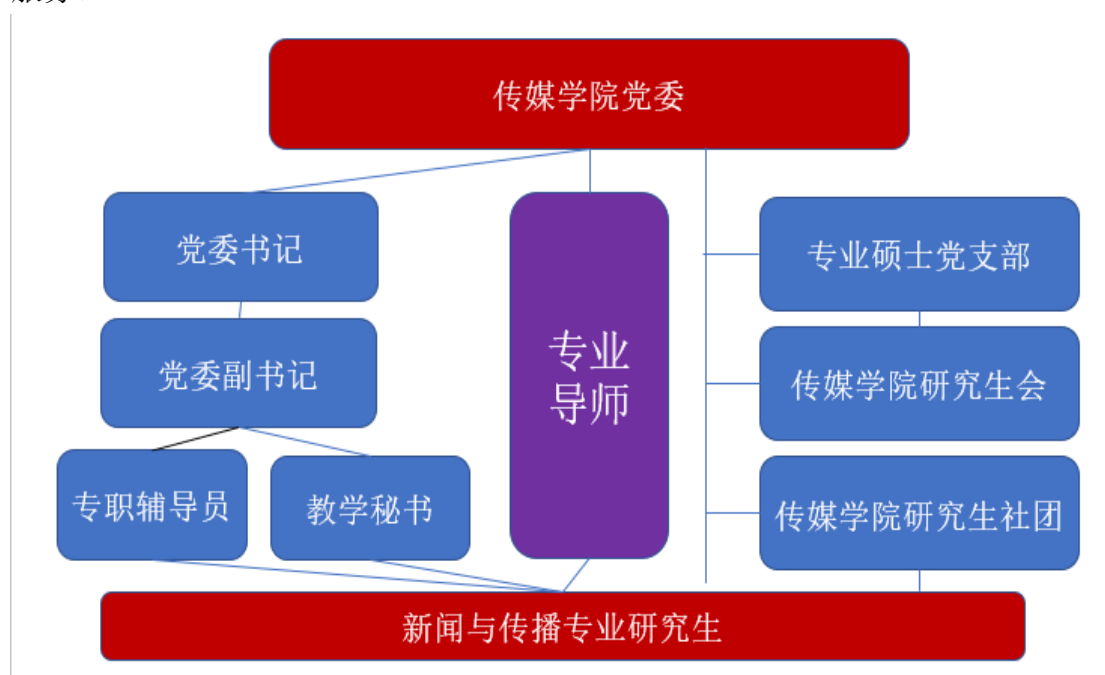 传媒学院党委
党委书记
党委副书记
专职辅导员
教学秘书
专业
导师
专业硕士党支部
传媒学院研究生会
传媒学院研究生社团
新闻与传播专业研究生